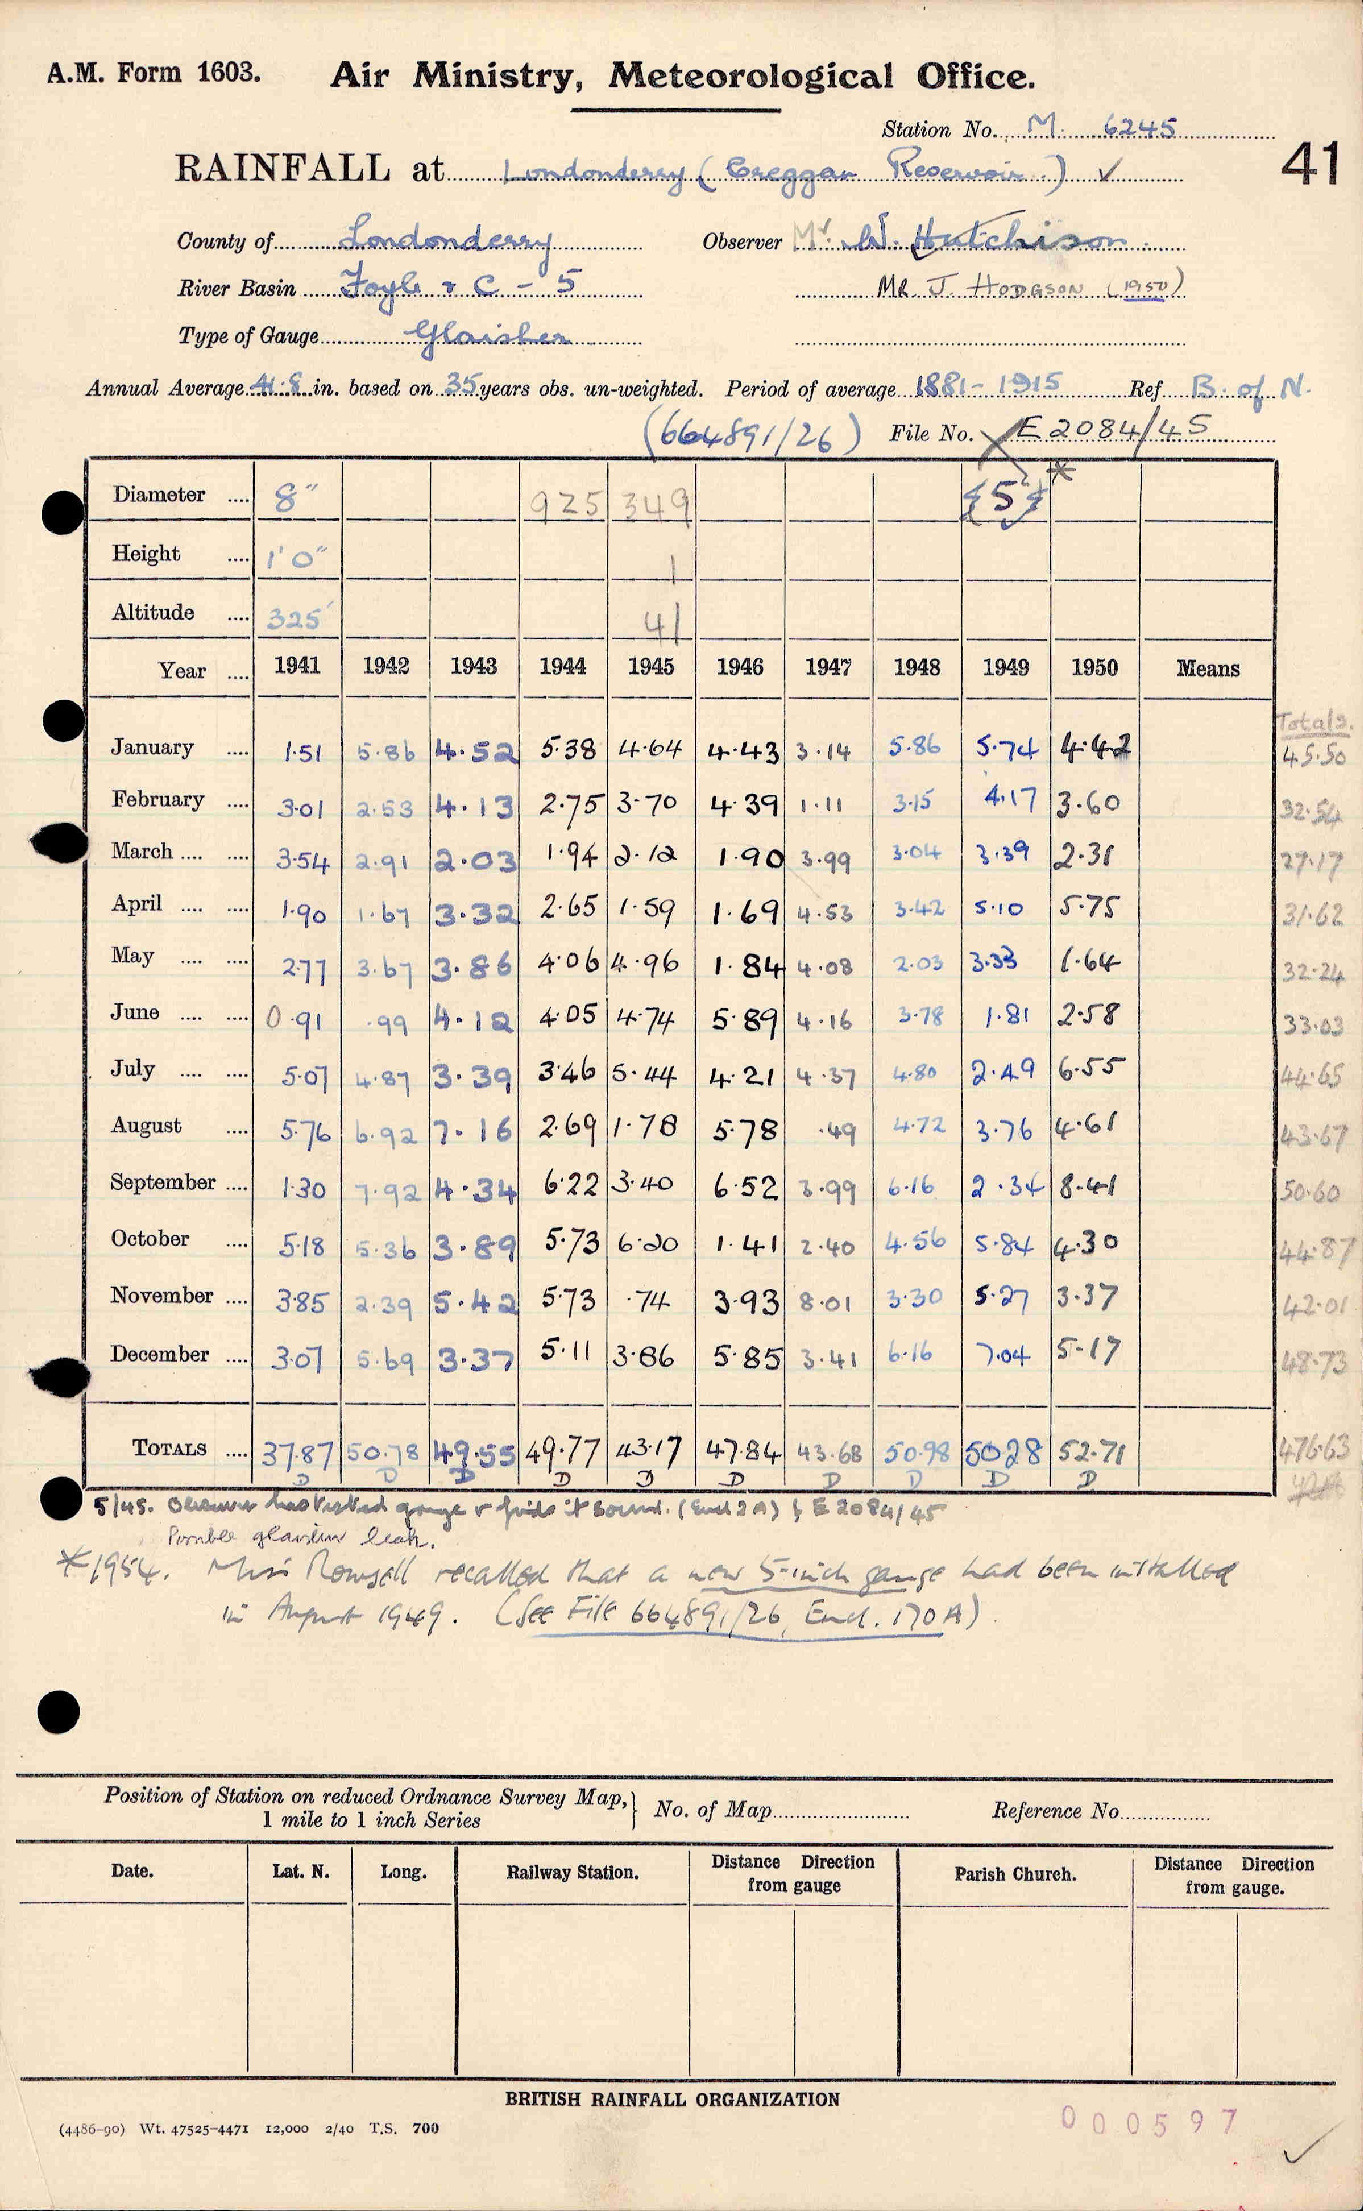 A.M. Form 1603. Air Ministry, Meteorological Office.
Station No. M. 6245
41
RAINFALL at Londonderry (Creggan Reservoir.) ✓
County of Londonderry Observer Mr. W. Hutchison.
River Basin Foyle & C - 5 MR J. HODGSON (1950)
Type of Gauge Glaisher
Annual Average 41.8 in. based on 35 years obs. un-weighted. Period of average 1881-1915 Ref B. of N.
(664891/26) File No. E 2084/45
Diameter .... 8" 925 349 {5"} *
Height .... 1'0" 1
Altitude .... 325' 41
Year .... 1941 1942 1943 1944 1945 1946 1947 1948 1949 1950 Means
Totals.
January .... 1.51 5.86 4.52 5.38 4.64 4.43 3.14 5.86 5.74 4.42 45.50
February .... 3.01 2.53 4.13 2.75 3.70 4.39 1.11 3.15 4.17 3.60 32.54
March .... .... 3.54 2.91 2.03 1.94 2.12 1.90 3.99 3.04 3.39 2.31 27.17
April .... .... 1.90 1.67 3.32 2.65 1.59 1.69 4.53 3.42 5.10 5.75 31.62
May .... .... 2.77 3.67 3.86 4.06 4.96 1.84 4.08 2.03 3.33 1.64 32.24
June .... .... 0.91 .99 4.12 4.05 4.74 5.89 4.16 3.78 1.81 2.58 33.03
July .... .... 5.07 4.87 3.39 3.46 5.44 4.21 4.37 4.80 2.49 6.55 44.65
August .... 5.76 6.92 7.16 2.69 1.78 5.78 .49 4.72 3.76 4.61 43.67
September .... 1.30 7.92 4.34 6.22 3.40 6.52 3.99 6.16 2.34 8.41 50.60
October .... 5.18 5.36 3.89 5.73 6.20 1.41 2.40 4.56 5.84 4.30 44.87
November .... 3.85 2.39 5.42 5.73 .74 3.93 8.01 3.30 5.27 3.37 42.01
December .... 3.07 5.69 3.37 5.11 3.86 5.85 3.41 6.16 7.04 5.17 48.73
TOTALS .... 37.87 50.78 49.55 49.77 43.17 47.84 43.68 50.98 50.28 52.71 476.63
D D D D D D D D D D
5/45. Observer has tested gauge & finds it sound. (Encl 2A) E 2084/45
Possible glaisher leak.
*1954. Miss Rowsell recalled that a new 5-inch gauge had been installed
in August 1949. (See File 664891/26, Encl. 170A).
Position of Station on reduced Ordnance Survey Map,} No. of Map Reference No
1 mile to 1 inch Series
Date. Lat. N. Long. Railway Station. Distance Direction from gauge Parish Church. Distance Direction from gauge.
BRITISH RAINFALL ORGANIZATION
(4486-90) Wt. 47525-4471 12,000 2/40 T.S. 700
000597
✓